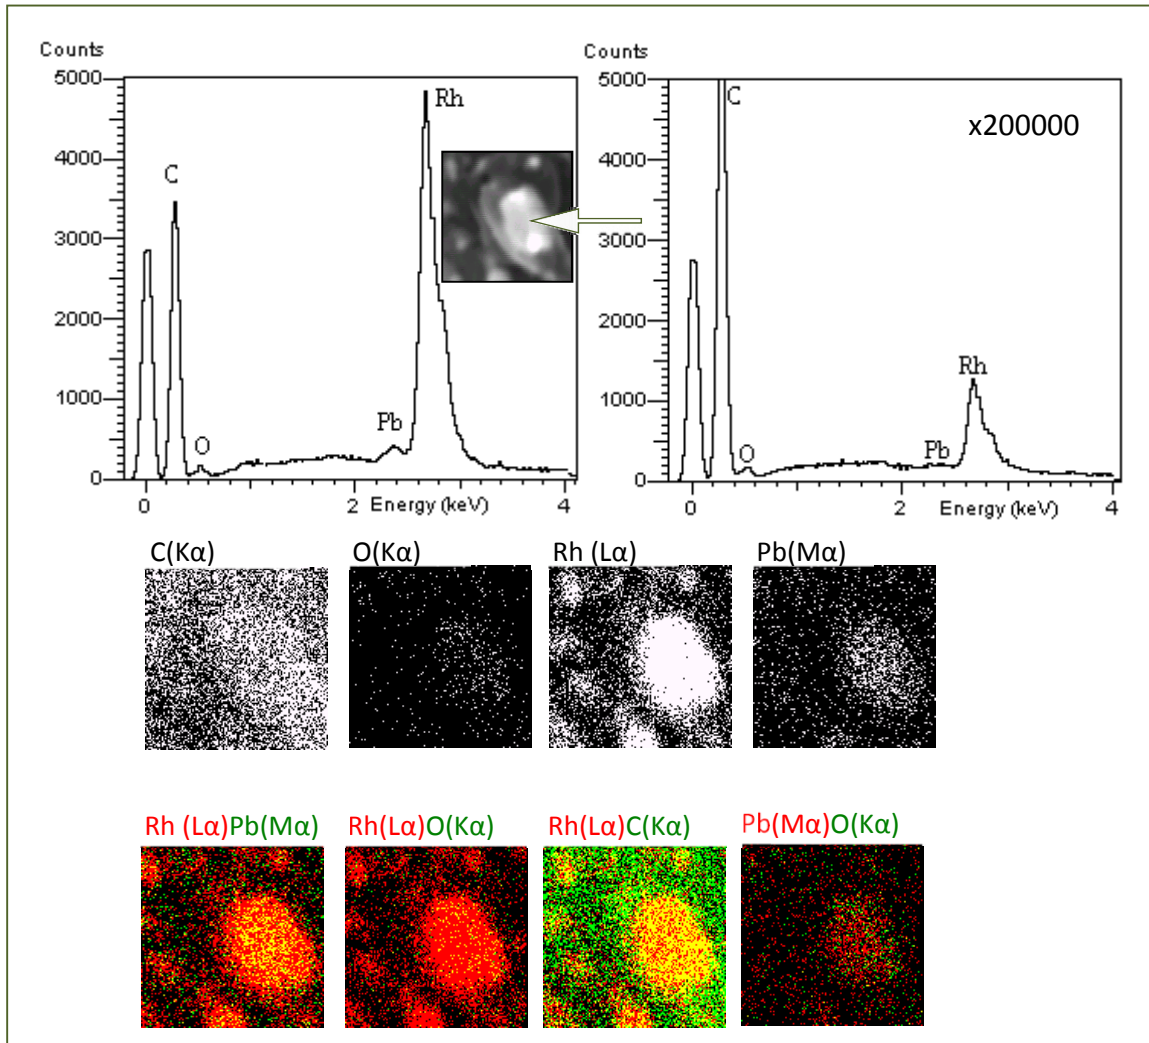 Counts
5000
4000
3000
2000
1000
0
C
O
Pb
Rh
0
2
Energy (keV)
4
Counts
5000
4000
3000
2000
1000
0
C
x200000
O
Pb
Rh
0
2
Energy (keV)
4
C(Kα)
O(Kα)
Rh (Lα)
Pb(Mα)
Rh (Lα)Pb(Mα)
Rh(Lα)O(Kα)
Rh(Lα)C(Kα)
Pb(Mα)O(Kα)